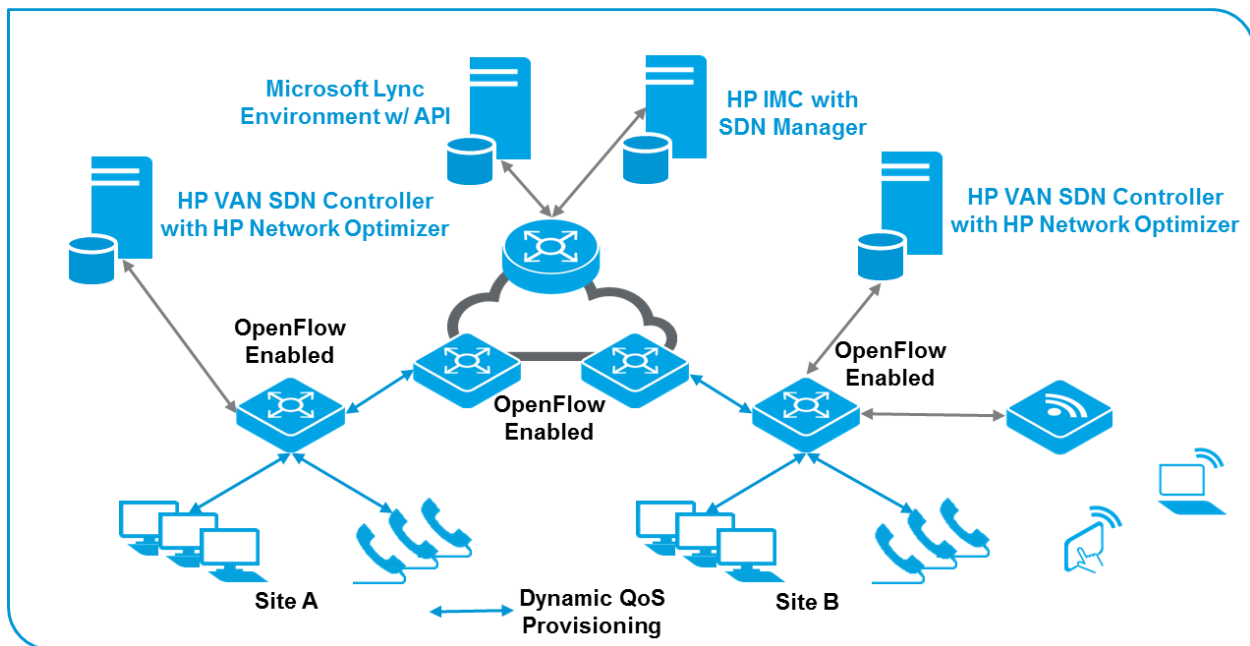 Microsoft Lync
Environment w/ API
HP IMC with
SDN Manager
HP VAN SDN Controller
with HP Network Optimizer
HP VAN SDN Controller
with HP Network Optimizer
OpenFlow
Enabled
OpenFlow
Enabled
OpenFlow
Enabled
Site A
Site B
Dynamic QoS
Provisioning